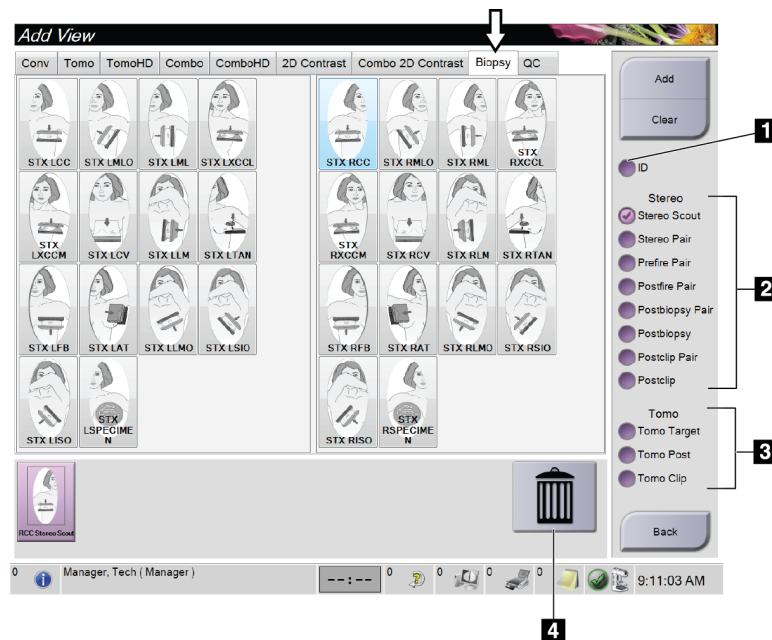 Add View
Conv Tomo TomoHD Combo ComboHD 2D Contrast Combo 2D Contrast Biopsy QC
STX LCC STX LMLO STX LML STX LXCCL
STX RCC STX RMLO STX RML STX RXCCL
STX LXCCM STX LCV STX LLM STX LTAN
STX RXCCM STX RCV STX RLM STX RTAN
STX LFB STX LAT STX LLMO STX LSIO
STX RFB STX RAT STX RLMO STX RSIO
STX LISO STX LSPECIMEN
STX RISO STX RSPECIMEN
RCC Stereo Scout
Add
Clear
1
ID
Stereo
Stereo Scout
Stereo Pair
Prefire Pair
Postfire Pair
2
Postbiopsy Pair
Postbiopsy
Postclip Pair
Postclip
Tomo
Tomo Target
Tomo Post
3
Tomo Clip
Back
0 Manager, Tech ( Manager ) --:-- 0 0 0 0 9:11:03 AM
4